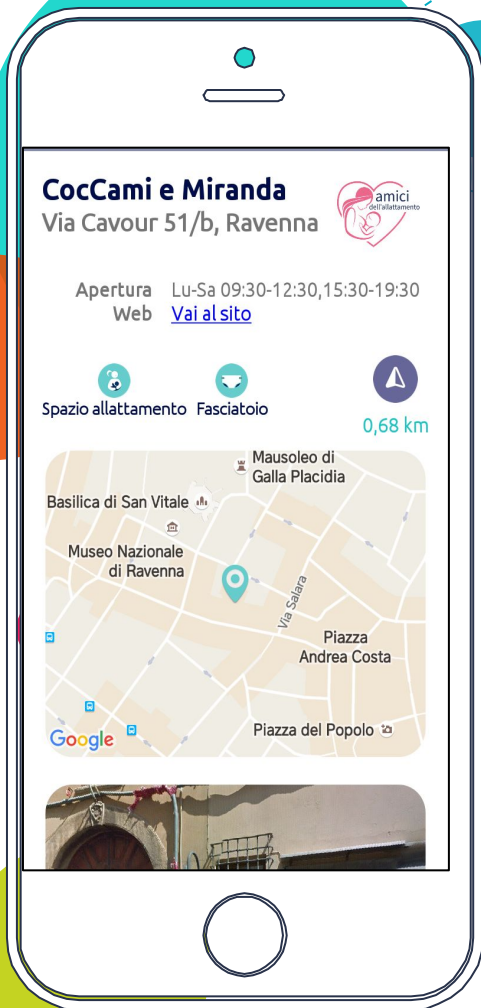 CocCami e Miranda
Via Cavour 51/b, Ravenna
amici
dell'allattamento
Apertura Lu-Sa 09:30-12:30,15:30-19:30
Web Vai al sito
Spazio allattamento Fasciatoio
0,68 km
Mausoleo di
Galla Placidia
Basilica di San Vitale
Museo Nazionale
di Ravenna
Via Salara
Piazza
Andrea Costa
Piazza del Popolo
Google